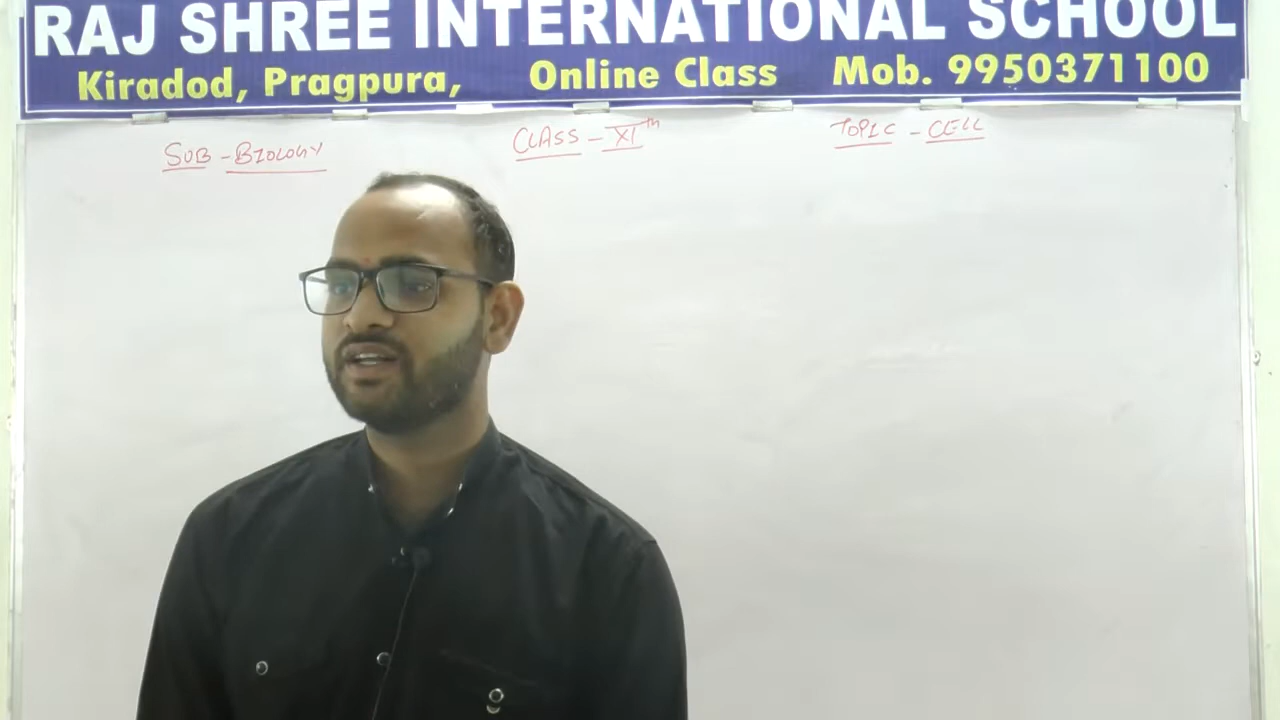 RAJ SHREE INTERNATIONAL SCHOOL
Kiradod, Pragpura, Online Class Mob. 9950371100
SUB - BIOLOGY CLASS - XIth TOPIC - CELL